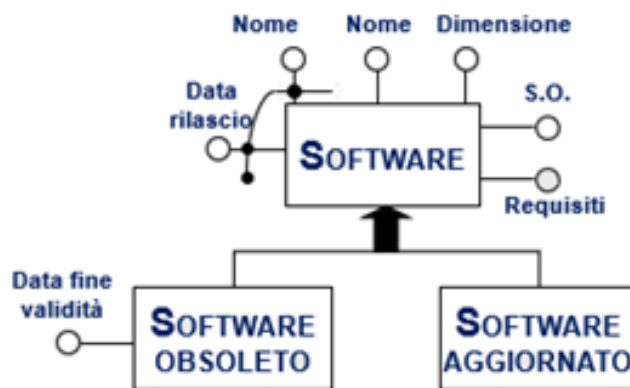 Nome Nome Dimensione
Data
rilascio
S.O.
SOFTWARE
Requisiti
Data fine
validità
SOFTWARE
OBSOLETO
SOFTWARE
AGGIORNATO